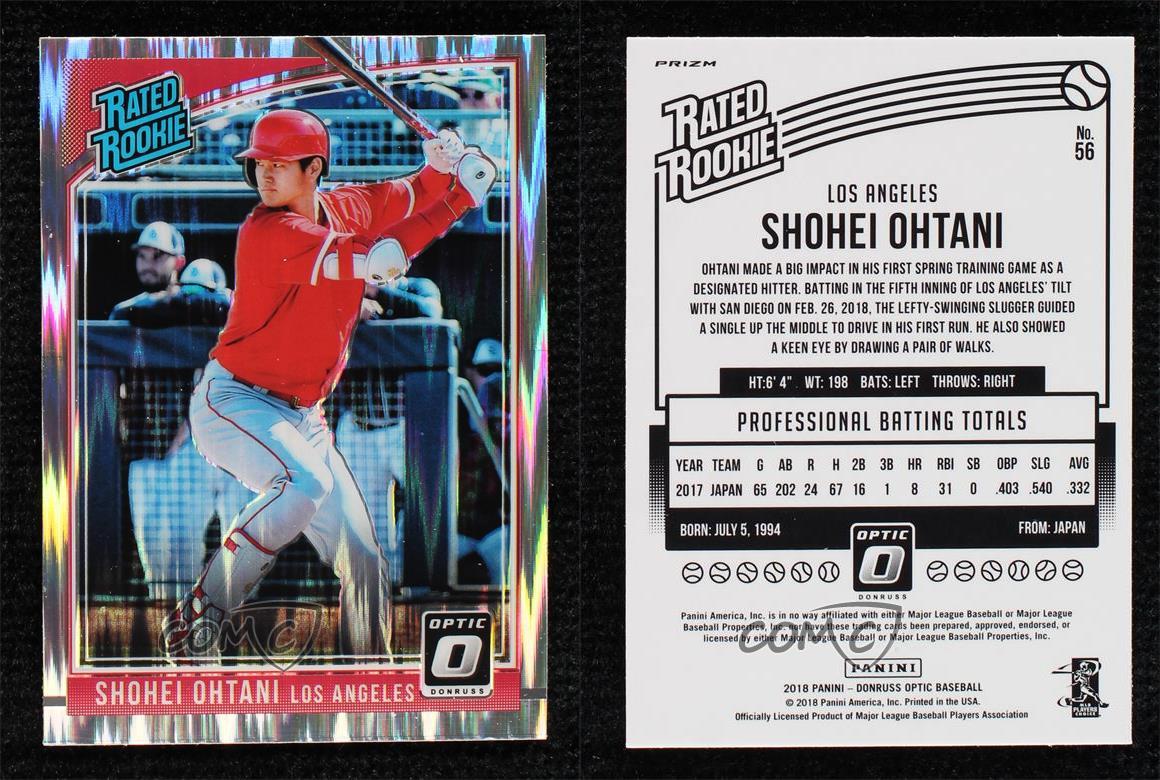 RATED
ROOKIE
OPTIC
O
DONRUSS
SHOHEI OHTANI LOS ANGELES
COMC
PRIZM
RATED
ROOKIE
No.
56
LOS ANGELES
SHOHEI OHTANI
OHTANI MADE A BIG IMPACT IN HIS FIRST SPRING TRAINING GAME AS A
DESIGNATED HITTER. BATTING IN THE FIFTH INNING OF LOS ANGELES' TILT
WITH SAN DIEGO ON FEB. 26, 2018, THE LEFTY-SWINGING SLUGGER GUIDED
A SINGLE UP THE MIDDLE TO DRIVE IN HIS FIRST RUN. HE ALSO SHOWED
A KEEN EYE BY DRAWING A PAIR OF WALKS.
HT:6' 4" WT: 198 BATS: LEFT THROWS: RIGHT
PROFESSIONAL BATTING TOTALS
YEAR TEAM G AB R H 2B 3B HR RBI SB OBP SLG AVG
2017 JAPAN 65 202 24 67 16 1 8 31 0 .403 .540 .332
BORN: JULY 5, 1994 FROM: JAPAN
OPTIC
O
DONRUSS
Panini America, Inc. is in no way affiliated with either Major League Baseball or Major League
Baseball Properties, Inc. nor have these trading cards been prepared, approved, endorsed, or
licensed by either Major League Baseball or Major League Baseball Properties, Inc.
COMC
PANINI
2018 PANINI – DONRUSS OPTIC BASEBALL
© 2018 Panini America, Inc. Printed in the USA.
Officially Licensed Product of Major League Baseball Players Association
MLB
PLAYERS
CHOICE